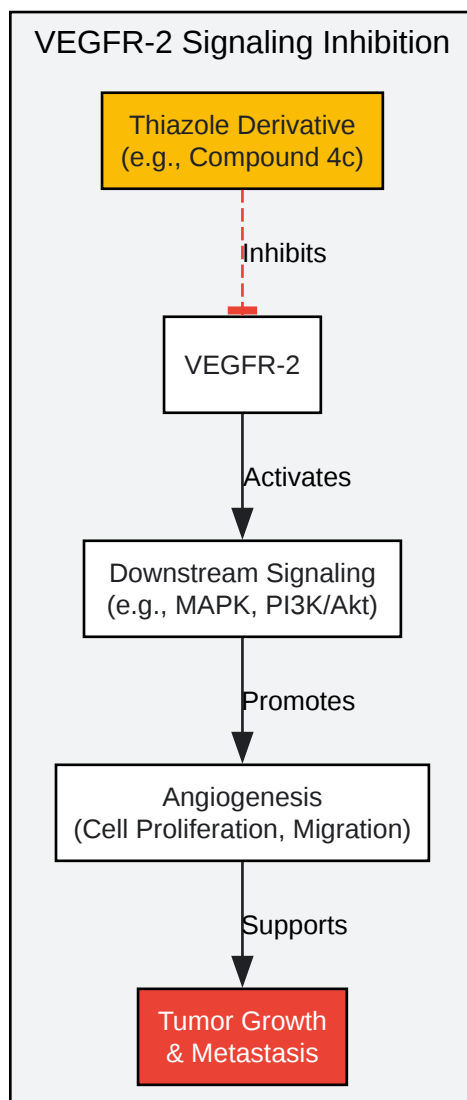 VEGFR-2 Signaling Inhibition
Thiazole Derivative
(e.g., Compound 4c)
Inhibits
VEGFR-2
Activates
Downstream Signaling
(e.g., MAPK, PI3K/Akt)
Promotes
Angiogenesis
(Cell Proliferation, Migration)
Supports
Tumor Growth
& Metastasis